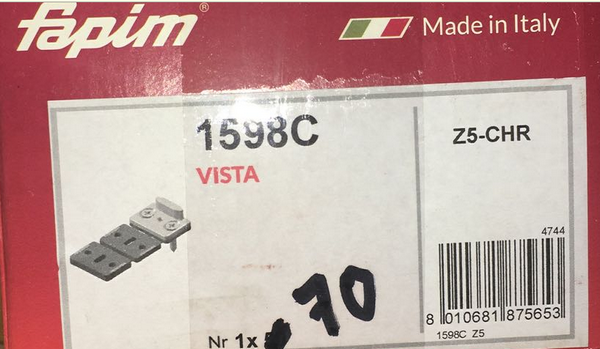 fapim®
Made in Italy
1598C
Z5-CHR
VISTA
4744
8 010681 875653
1598C Z5
Nr 1x
70